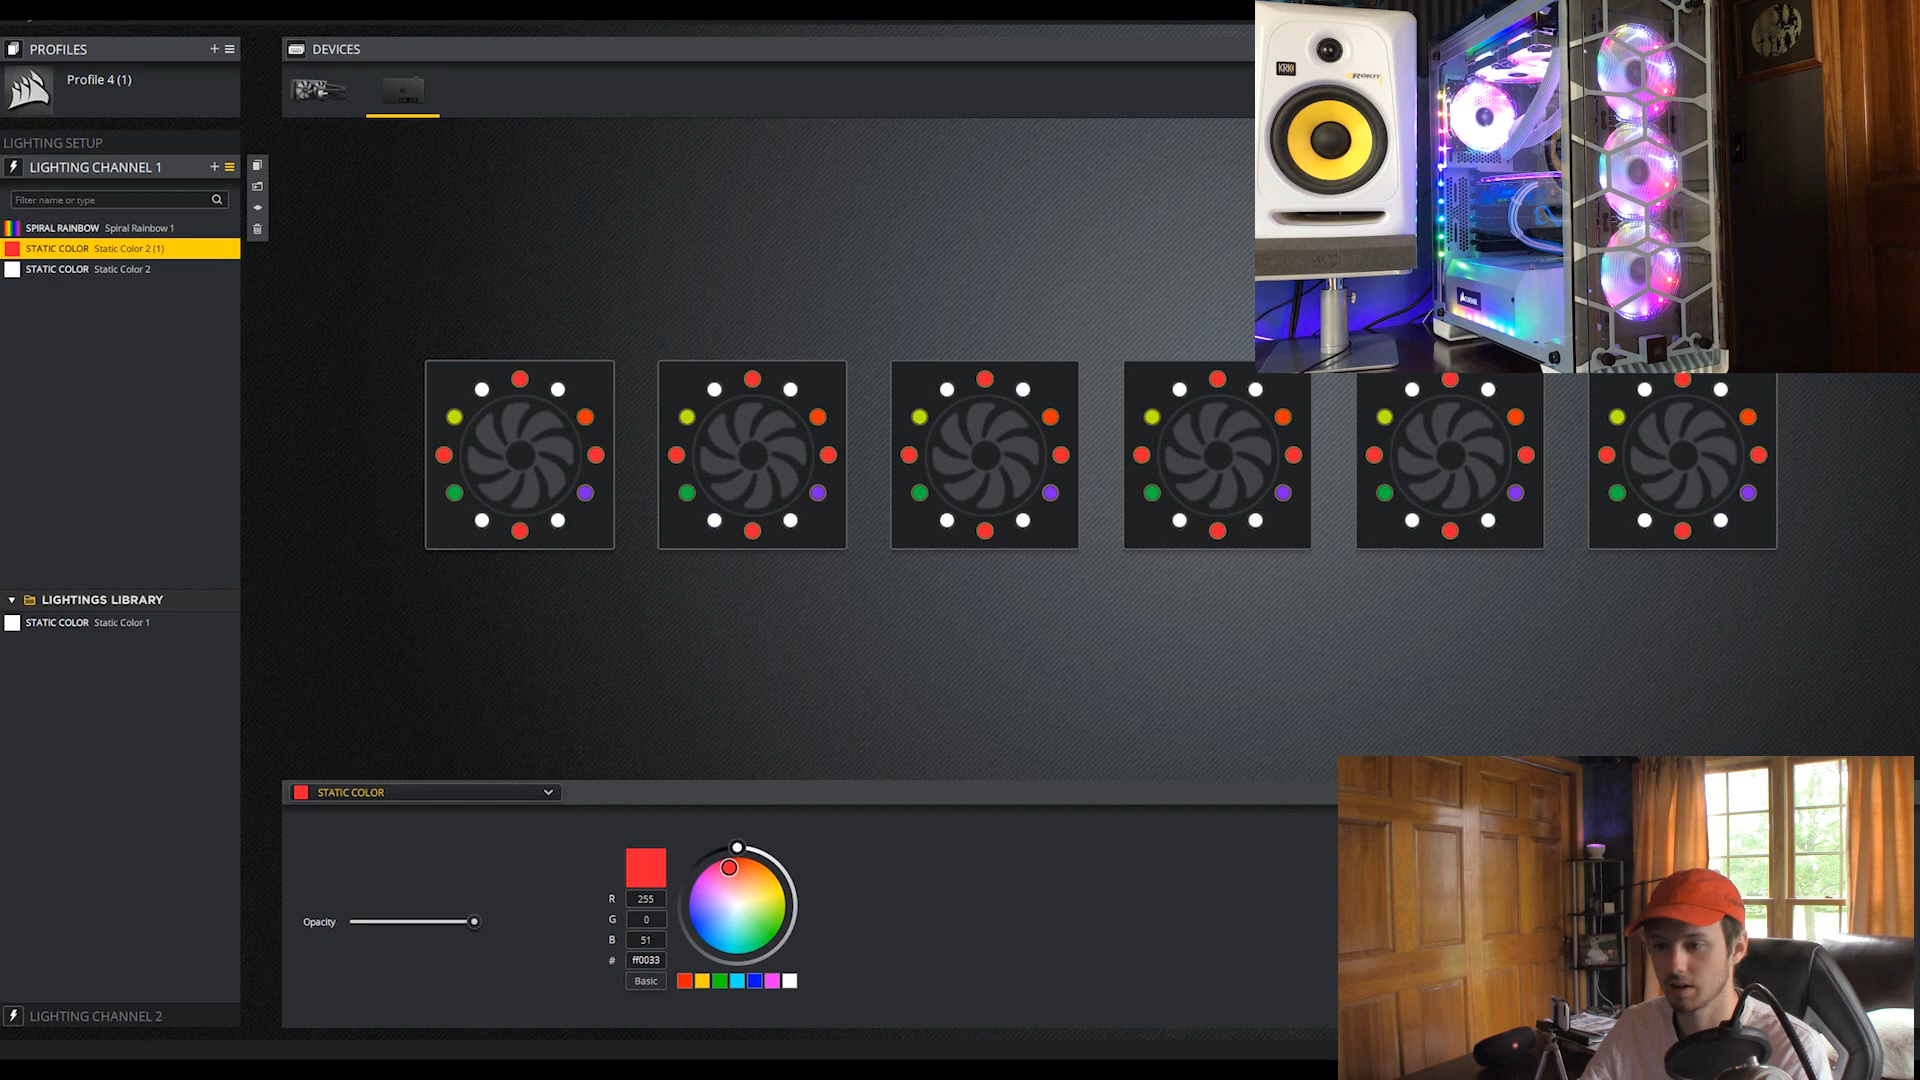 PROFILES
DEVICES
Profile 4 (1)
LIGHTING SETUP
LIGHTING CHANNEL 1
Filter name or type
SPIRAL RAINBOW Spiral Rainbow 1
STATIC COLOR Static Color 2 (1)
STATIC COLOR Static Color 2
LIGHTINGS LIBRARY
STATIC COLOR Static Color 1
LIGHTING CHANNEL 2
STATIC COLOR
Opacity
R 255
G 0
B 51
# ff0033
Basic
KRK
ROKIT
CORSAIR